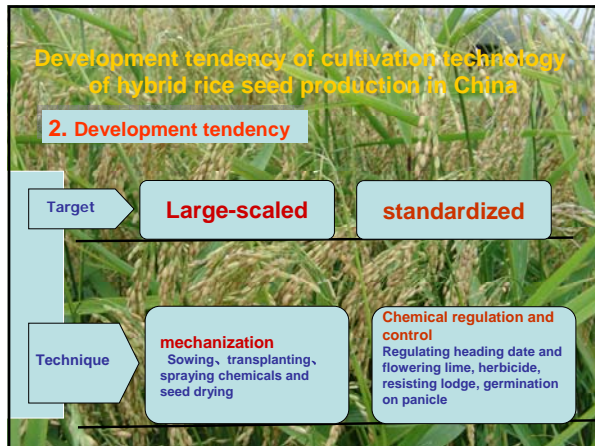 Development tendency of cultivation technology
of hybrid rice seed production in China
2. Development tendency
Target
Large-scaled
standardized
Technique
mechanization
Sowing、transplanting、
spraying chemicals and
seed drying
Chemical regulation and
control
Regulating heading date and
flowering lime, herbicide,
resisting lodge, germination
on panicle